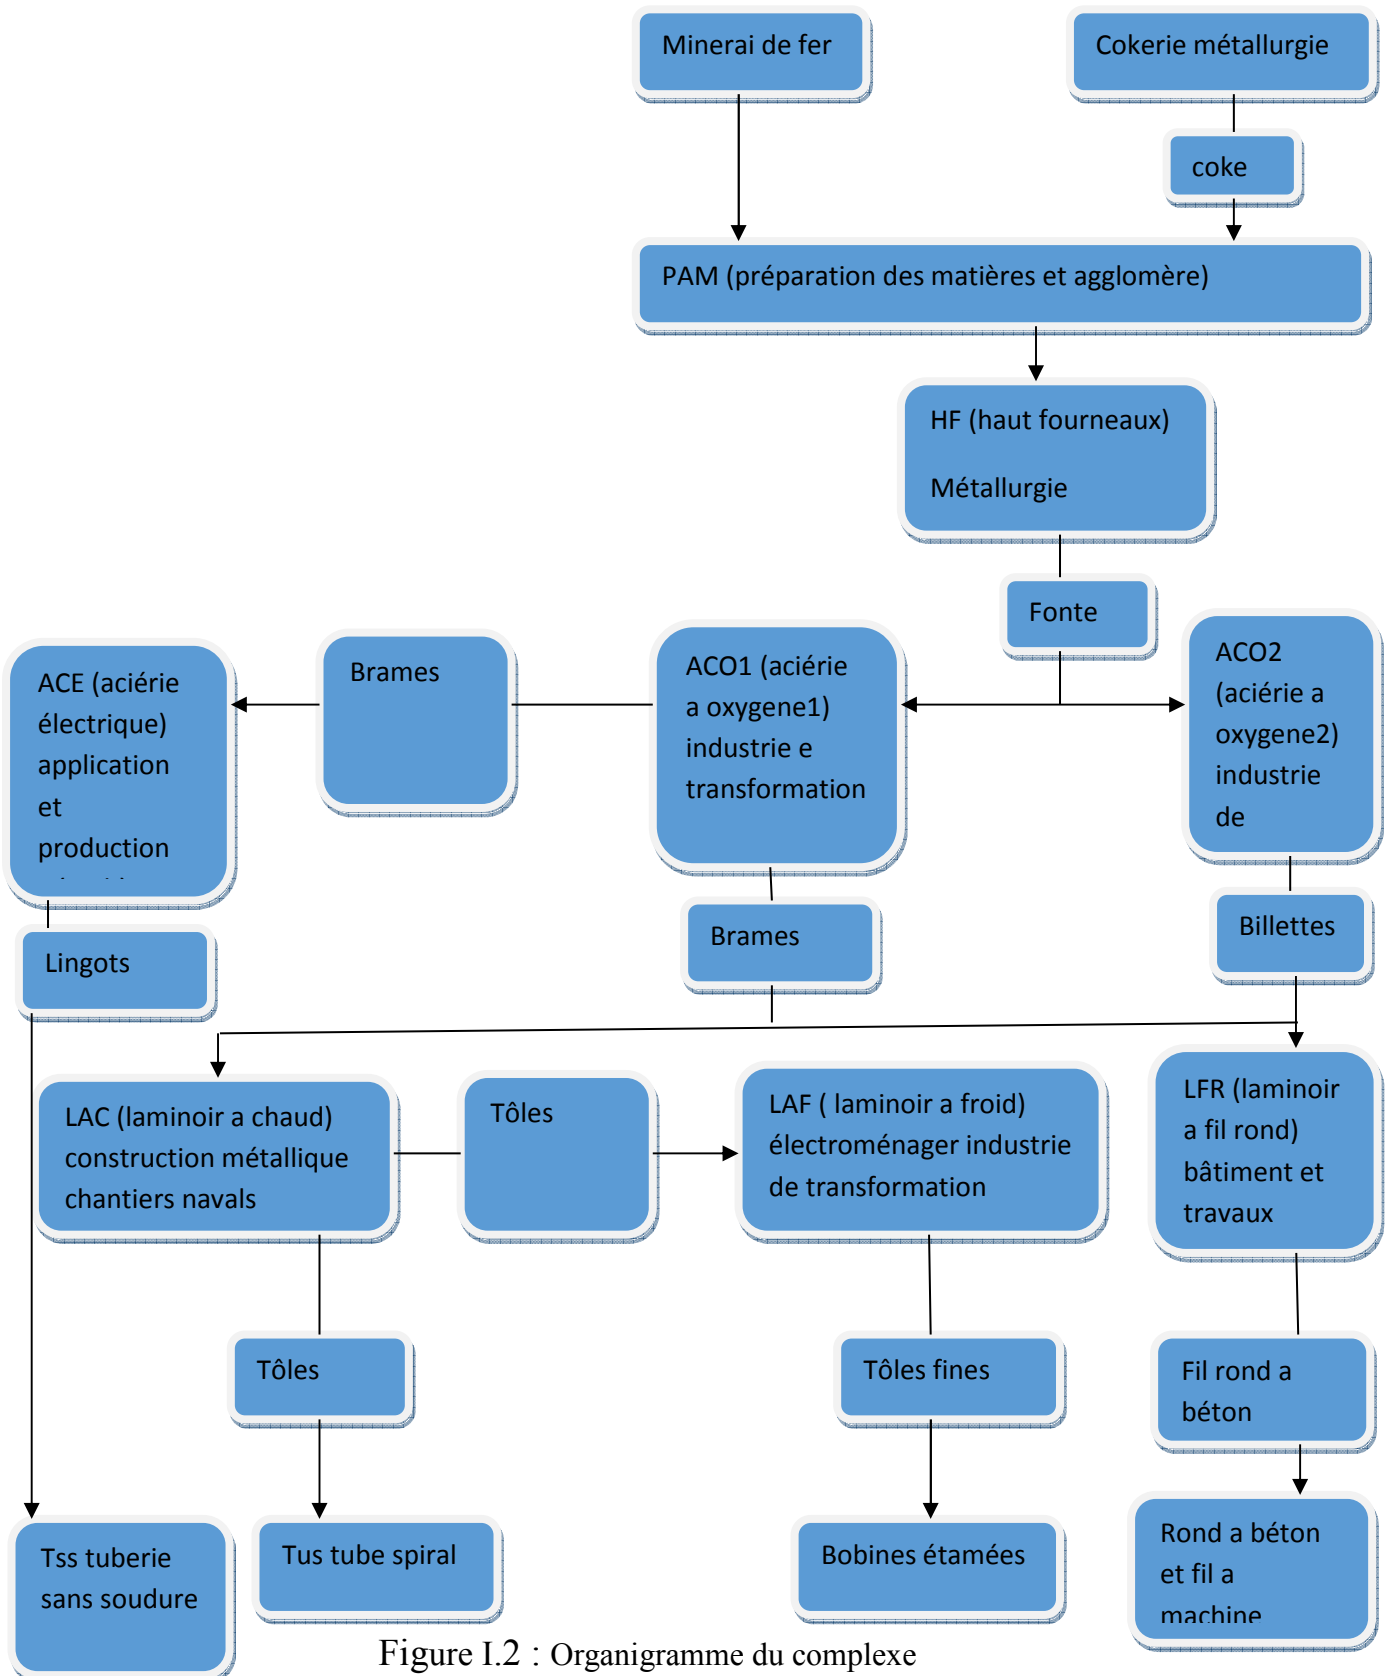 Minerai de fer
Cokerie métallurgie
coke
PAM (préparation des matières et agglomère)
HF (haut fourneaux)
Métallurgie
Fonte
ACE (aciérie
électrique)
application
et
production
Brames
ACO1 (aciérie
a oxygene1)
industrie e
transformation
ACO2
(aciérie a
oxygene2)
industrie
de
Lingots
Brames
Billettes
LAC (laminoir a chaud)
construction métallique
chantiers navals
Tôles
LAF ( laminoir a froid)
électroménager industrie
de transformation
LFR (laminoir
a fil rond)
bâtiment et
travaux
Tôles
Tôles fines
Fil rond a
béton
Tss tuberie
sans soudure
Tus tube spiral
Bobines étamées
Rond a béton
et fil a
machine
Figure I.2 : Organigramme du complexe